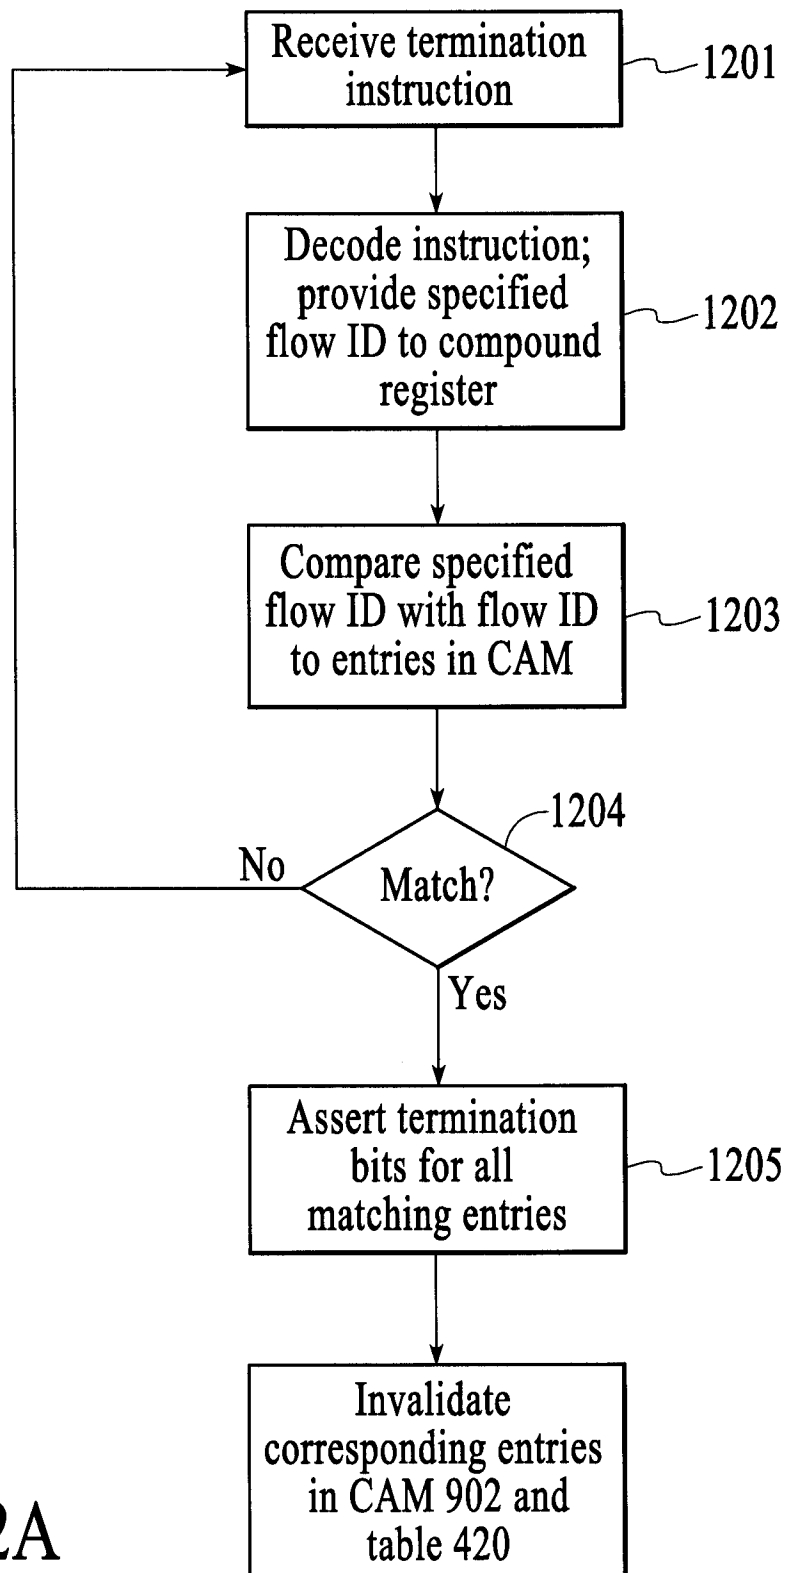 Receive termination
instruction
1201
Decode instruction;
provide specified
flow ID to compound
register
1202
Compare specified
flow ID with flow ID
to entries in CAM
1203
1204
Match?
No
Yes
Assert termination
bits for all
matching entries
1205
Invalidate
corresponding entries
in CAM 902 and
table 420
2A